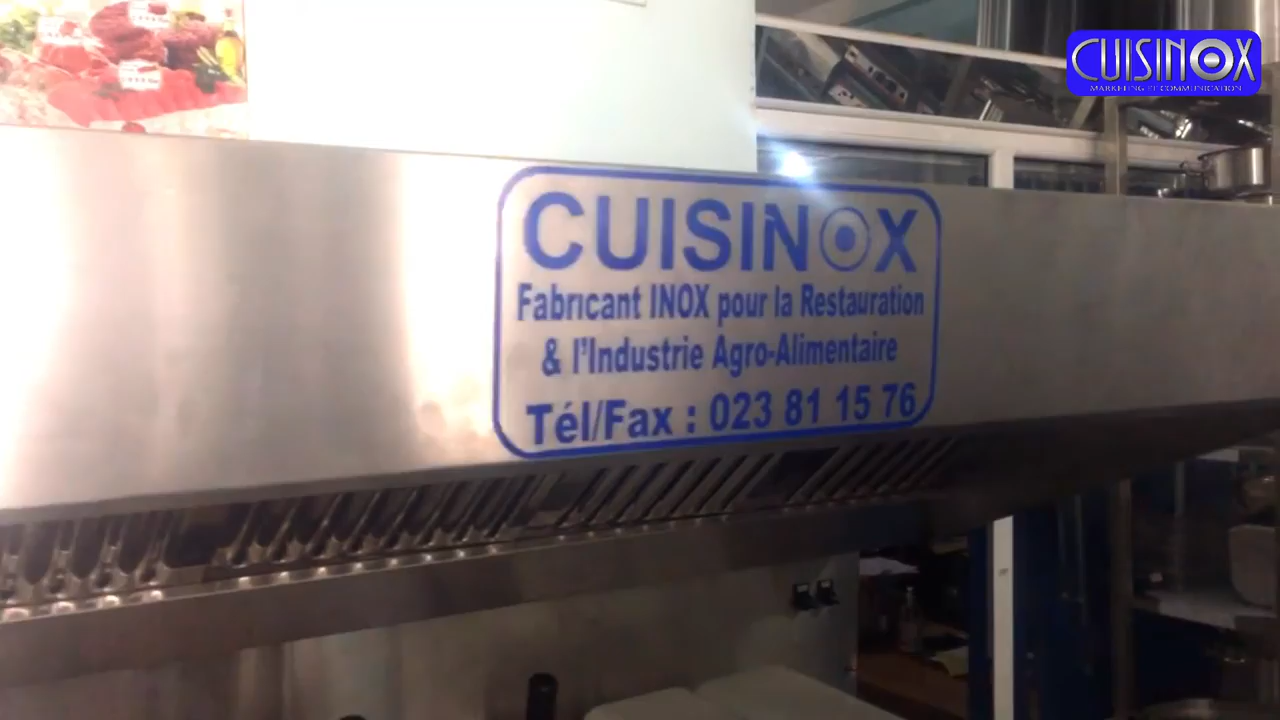 CUISINOX
MARKETING ET COMMUNICATION
CUISINOX
Fabricant INOX pour la Restauration
& l'Industrie Agro-Alimentaire
Tél/Fax : 023 81 15 76